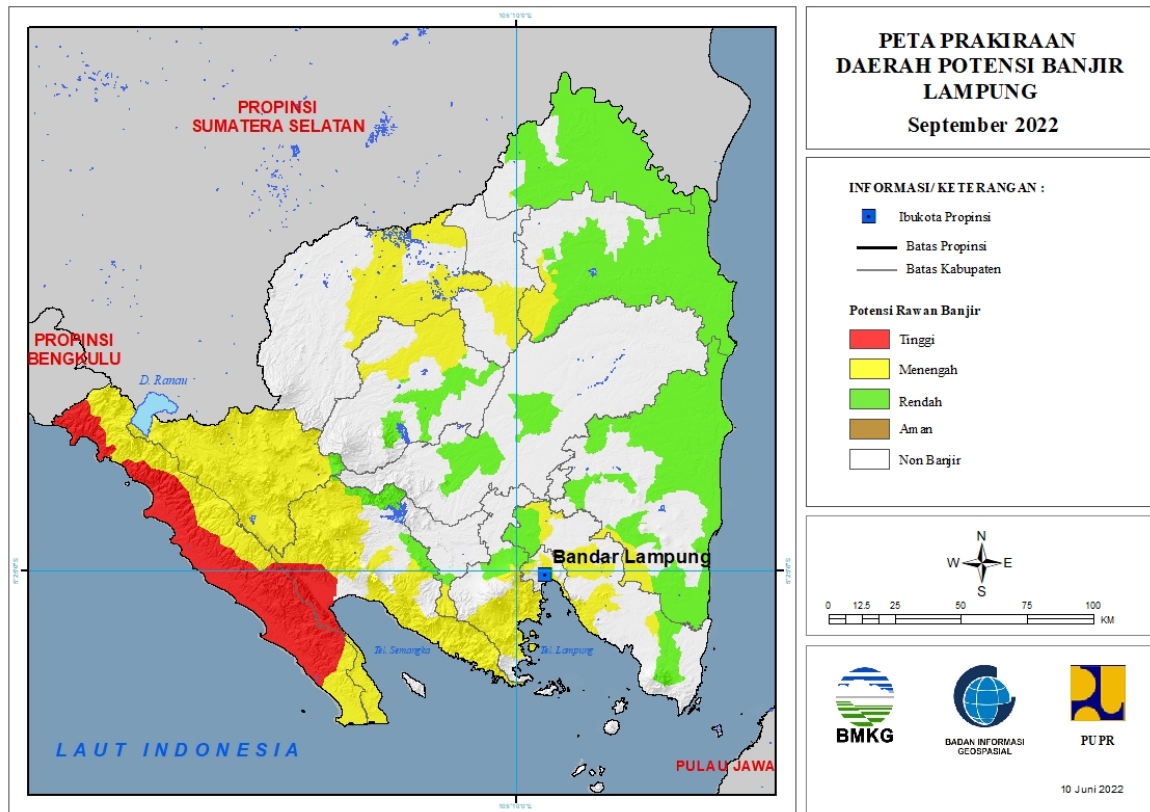 PROPINSI
SUMATERA SELATAN
PROPINSI
BENGKULU
D. Ranau
Bandar Lampung
Tel. Semangka
Tel. Lampung
LAUT INDONESIA
PULAU JAWA
PETA PRAKIRAAN
DAERAH POTENSI BANJIR
LAMPUNG
September 2022
INFORMASI/ KETERANGAN :
Ibukota Propinsi
Batas Propinsi
Batas Kabupaten
Potensi Rawan Banjir
Tinggi
Menengah
Rendah
Aman
Non Banjir
N
W E
S
0 12.5 25 50 75 100
KM
BMKG
BADAN INFORMASI
GEOSPASIAL
PUPR
10 Juni 2022